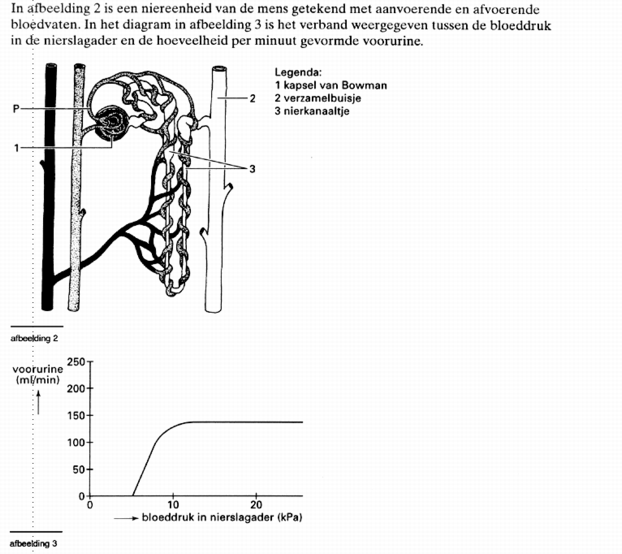 In afbeelding 2 is een niereenheid van de mens getekend met aanvoerende en afvoerende
bloedvaten. In het diagram in afbeelding 3 is het verband weergegeven tussen de bloeddruk
in de nierslagader en de hoeveelheid per minuut gevormde voorurine.
Legenda:
1 kapsel van Bowman
2 verzamelbuisje
3 nierkanaaltje
P
2
1
3
afbeelding 2
voorurine
(ml/min)
250
200
150
100
50
0
0 10 20
bloeddruk in nierslagader (kPa)
afbeelding 3